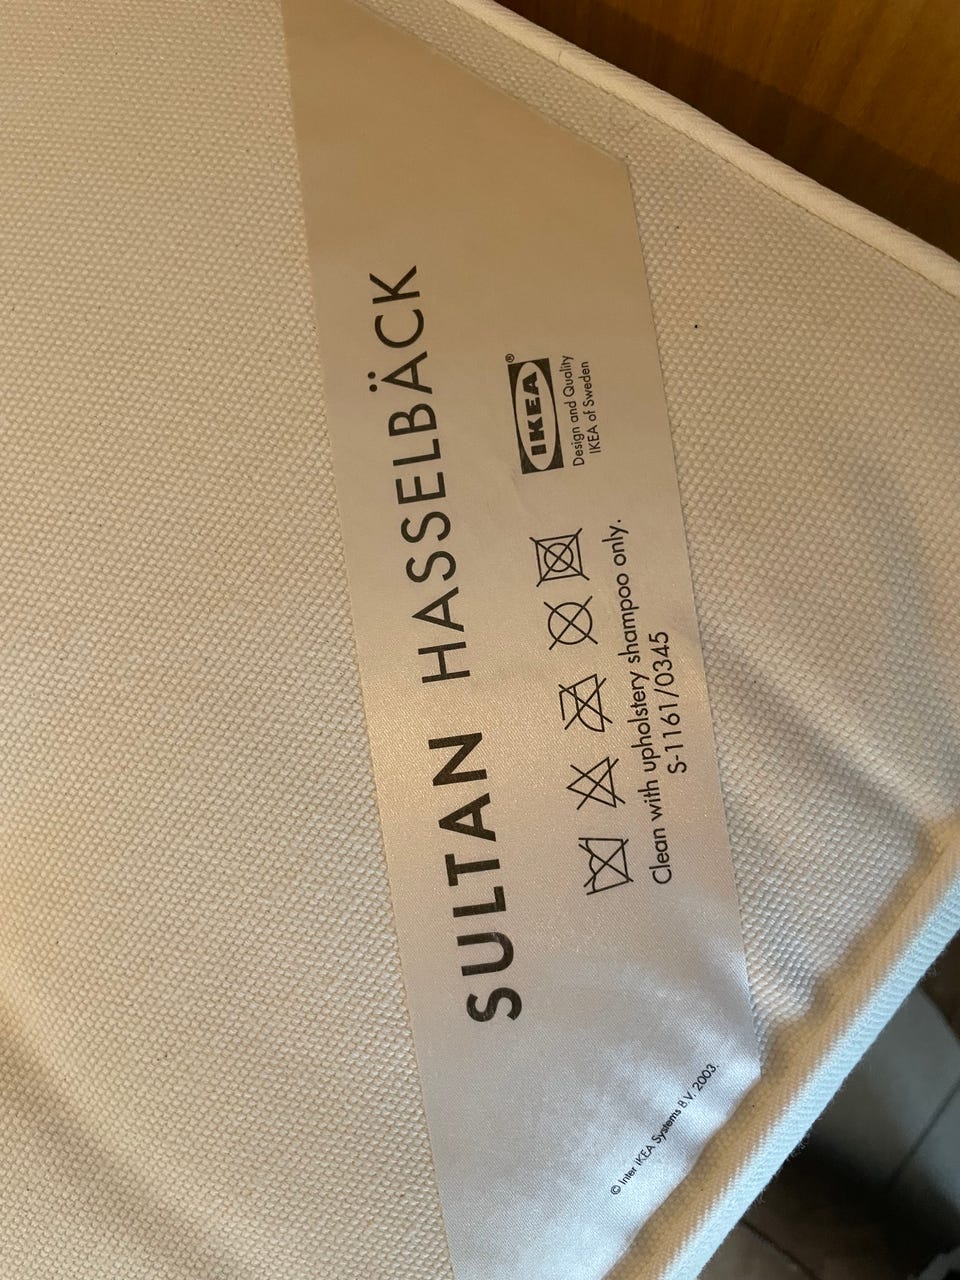 SULTAN HASSELBÄCK
IKEA®
Design and Quality
IKEA of Sweden
Clean with upholstery shampoo only.
S-1161/0345
© Inter IKEA Systems B.V. 2003.